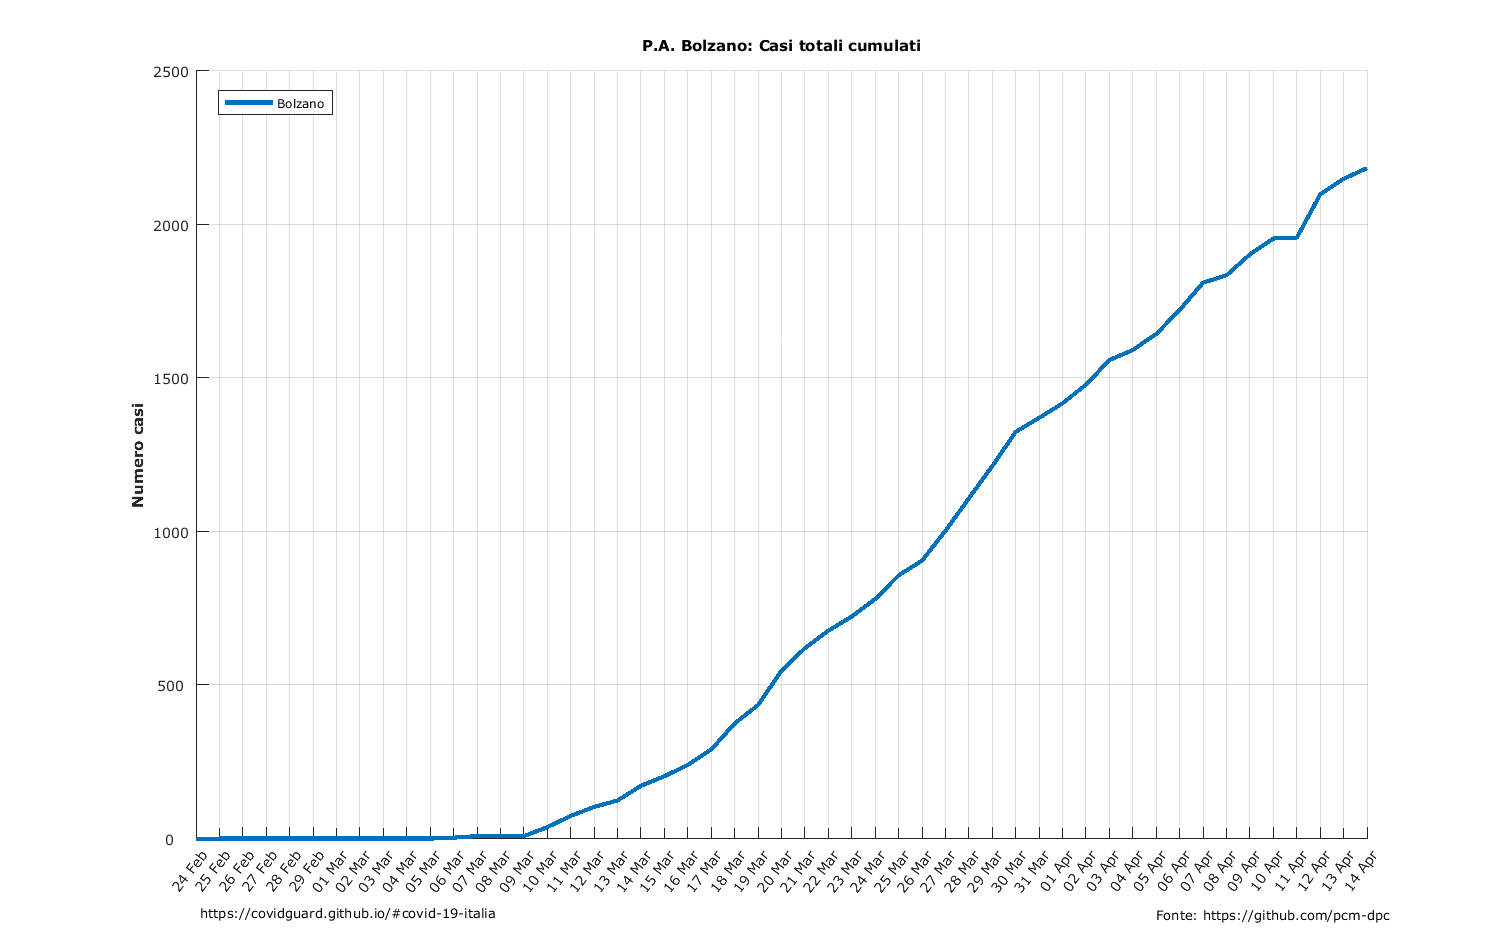 P.A. Bolzano: Casi totali cumulati
2500
2000
1500
1000
500
0
Bolzano
Numero casi
24 Feb
25 Feb
26 Feb
27 Feb
28 Feb
29 Feb
01 Mar
02 Mar
03 Mar
04 Mar
05 Mar
06 Mar
07 Mar
08 Mar
09 Mar
10 Mar
11 Mar
12 Mar
13 Mar
14 Mar
15 Mar
16 Mar
17 Mar
18 Mar
19 Mar
20 Mar
21 Mar
22 Mar
23 Mar
24 Mar
25 Mar
26 Mar
27 Mar
28 Mar
29 Mar
30 Mar
31 Mar
01 Apr
02 Apr
03 Apr
04 Apr
05 Apr
06 Apr
07 Apr
08 Apr
09 Apr
10 Apr
11 Apr
12 Apr
13 Apr
14 Apr
https://covidguard.github.io/#covid-19-italia
Fonte: https://github.com/pcm-dpc